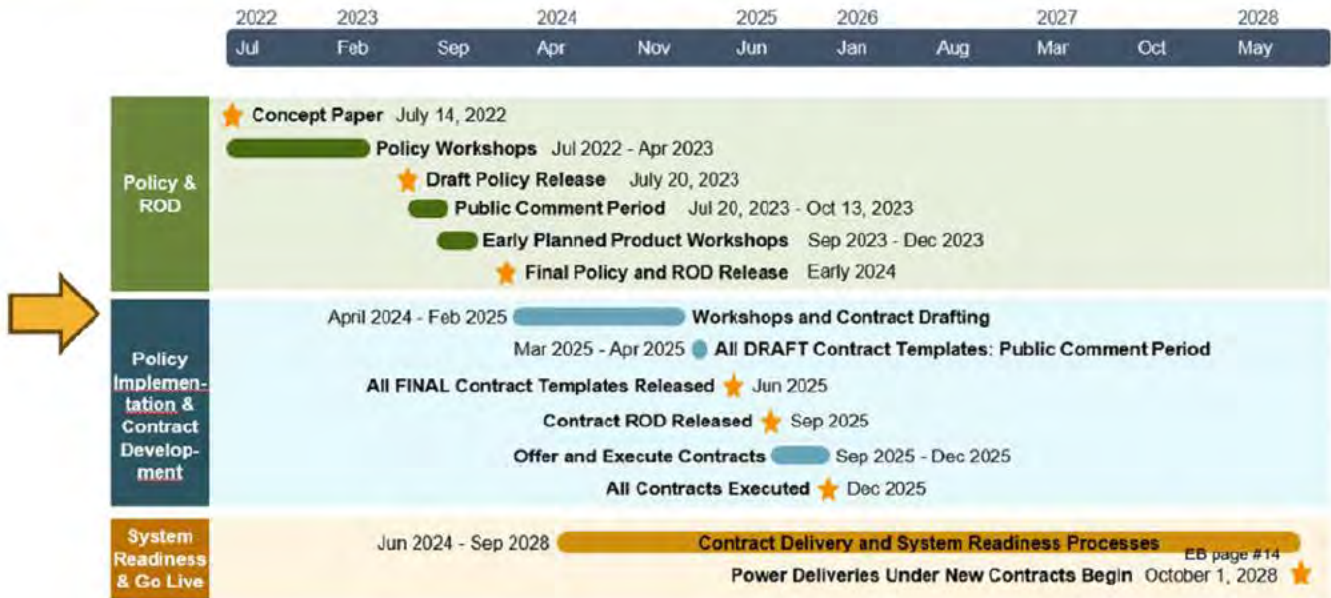 2022 2023 2024 2025 2026 2027 2028
Jul Feb Sep Apr Nov Jun Jan Aug Mar Oct May
Policy &
ROD
Concept Paper July 14, 2022
Policy Workshops Jul 2022 - Apr 2023
Draft Policy Release July 20, 2023
Public Comment Period Jul 20, 2023 - Oct 13, 2023
Early Planned Product Workshops Sep 2023 - Dec 2023
Final Policy and ROD Release Early 2024
Policy
Implemen-
tation &
Contract
Develop-
ment
April 2024 - Feb 2025 Workshops and Contract Drafting
Mar 2025 - Apr 2025 All DRAFT Contract Templates: Public Comment Period
All FINAL Contract Templates Released Jun 2025
Contract ROD Released Sep 2025
Offer and Execute Contracts Sep 2025 - Dec 2025
All Contracts Executed Dec 2025
System
Readiness
& Go Live
Jun 2024 - Sep 2028 Contract Delivery and System Readiness Processes
EB page #14
Power Deliveries Under New Contracts Begin October 1, 2028